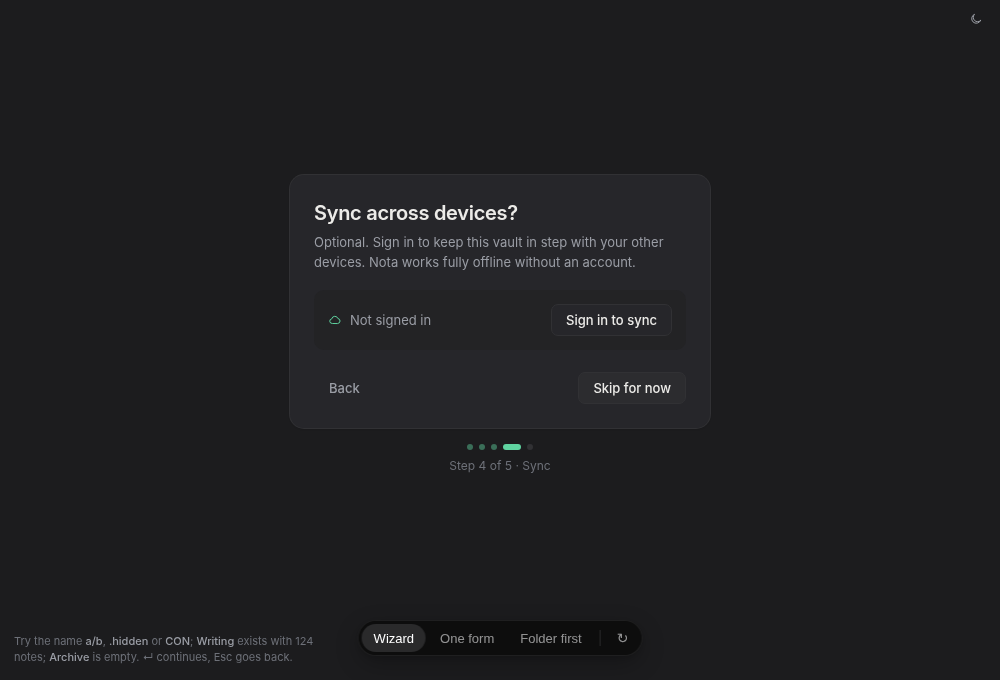 Sync across devices?
Optional. Sign in to keep this vault in step with your other
devices. Nota works fully offline without an account.
Not signed in
Sign in to sync
Back
Skip for now
Step 4 of 5 · Sync
Try the name a/b, .hidden or CON; Writing exists with 124
notes; Archive is empty. ↵ continues, Esc goes back.
Wizard
One form
Folder first